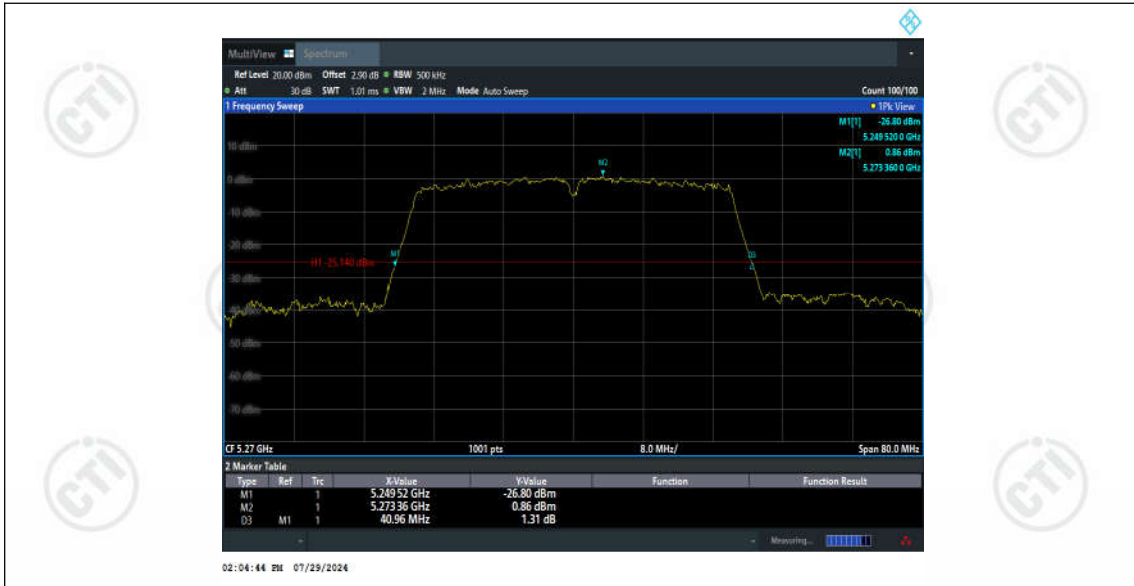 MultiView Spectrum
Ref Level 20.00 dBm Offset 2.90 dB RBW 500 kHz
Att 30 dB SWT 1.01 ms VBW 2 MHz Mode Auto Sweep Count 100/100
1 Frequency Sweep 1Pk View
M1[1] -26.80 dBm
5.249 520 0 GHz
10 dBm
M2[1] 0.86 dBm
5.273 360 0 GHz
M2
0 dBm
-10 dBm
-20 dBm
M1 D3
H1 -25.140 dBm
-30 dBm
-40 dBm
-50 dBm
-60 dBm
-70 dBm
CF 5.27 GHz 1001 pts 8.0 MHz/ Span 80.0 MHz
2 Marker Table
Type Ref Trc X-Value Y-Value Function Function Result
M1 1 5.249 52 GHz -26.80 dBm
M2 1 5.273 36 GHz 0.86 dBm
D3 M1 1 40.96 MHz 1.31 dB
Measuring...
02:04:44 PM 07/29/2024
CTI
CTI
CTI
CTI